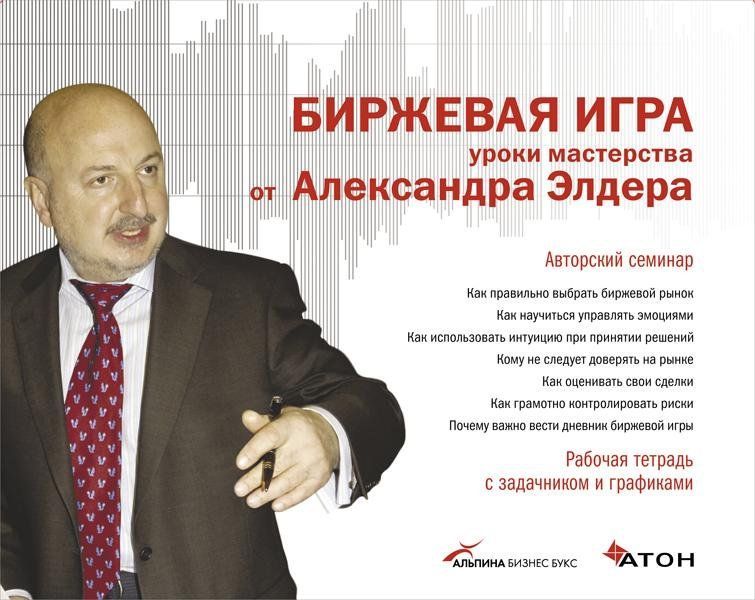 БИРЖЕВАЯ ИГРА
уроки мастерства
от Александра Элдера
Авторский семинар
Как правильно выбрать биржевой рынок
Как научиться управлять эмоциями
Как использовать интуицию при принятии решений
Кому не следует доверять на рынке
Как оценивать свои сделки
Как грамотно контролировать риски
Почему важно вести дневник биржевой игры
Рабочая тетрадь
с задачником и графиками
АЛЬПИНА БИЗНЕС БУКС
АТОН